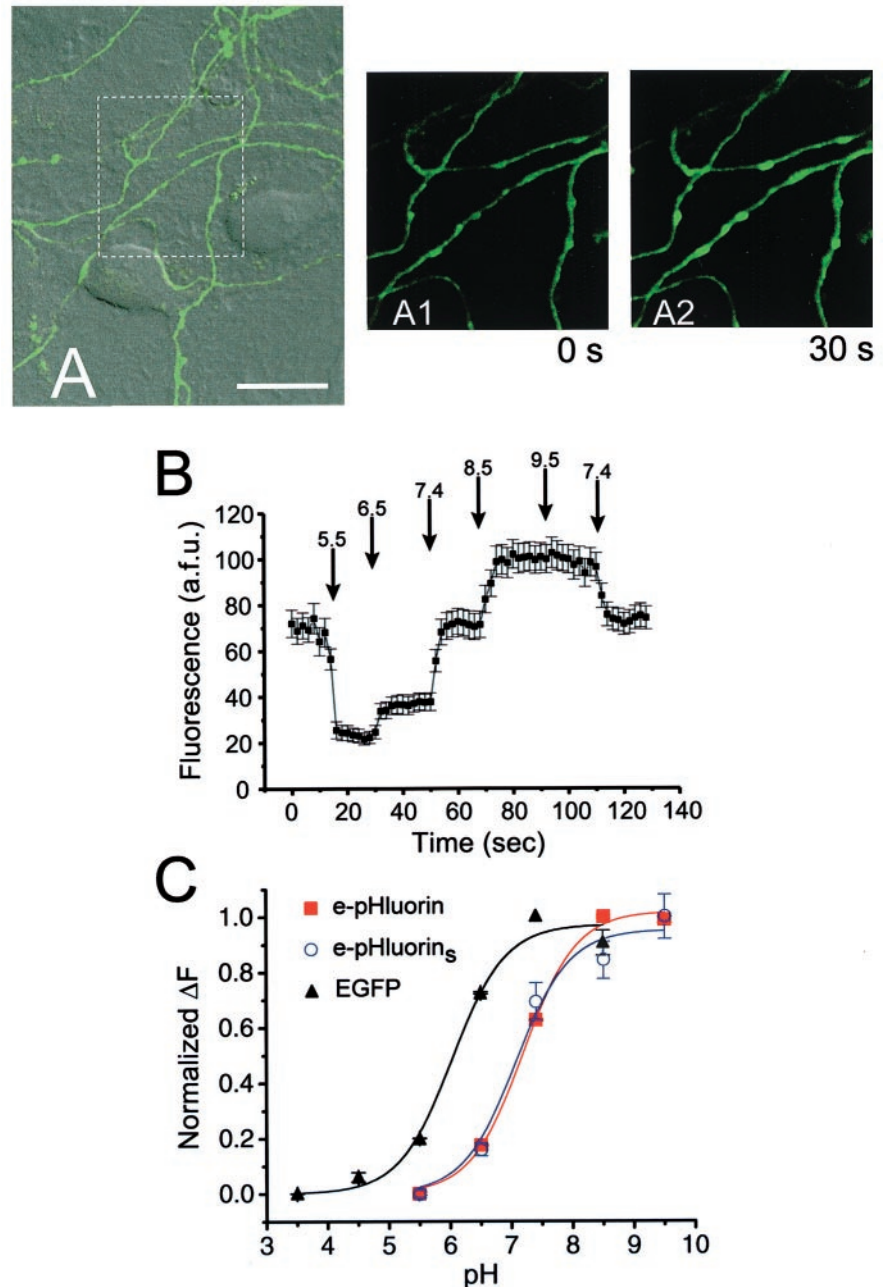 A
A1
0 s
A2
30 s
B
5.5
6.5
7.4
8.5
9.5
7.4
Fluorescence (a.f.u.)
120
100
80
60
40
20
0
0 20 40 60 80 100 120 140
Time (sec)
C
e-pHluorin
e-pHluorins
EGFP
Normalized ΔF
1.0
0.8
0.6
0.4
0.2
0.0
3 4 5 6 7 8 9 10
pH